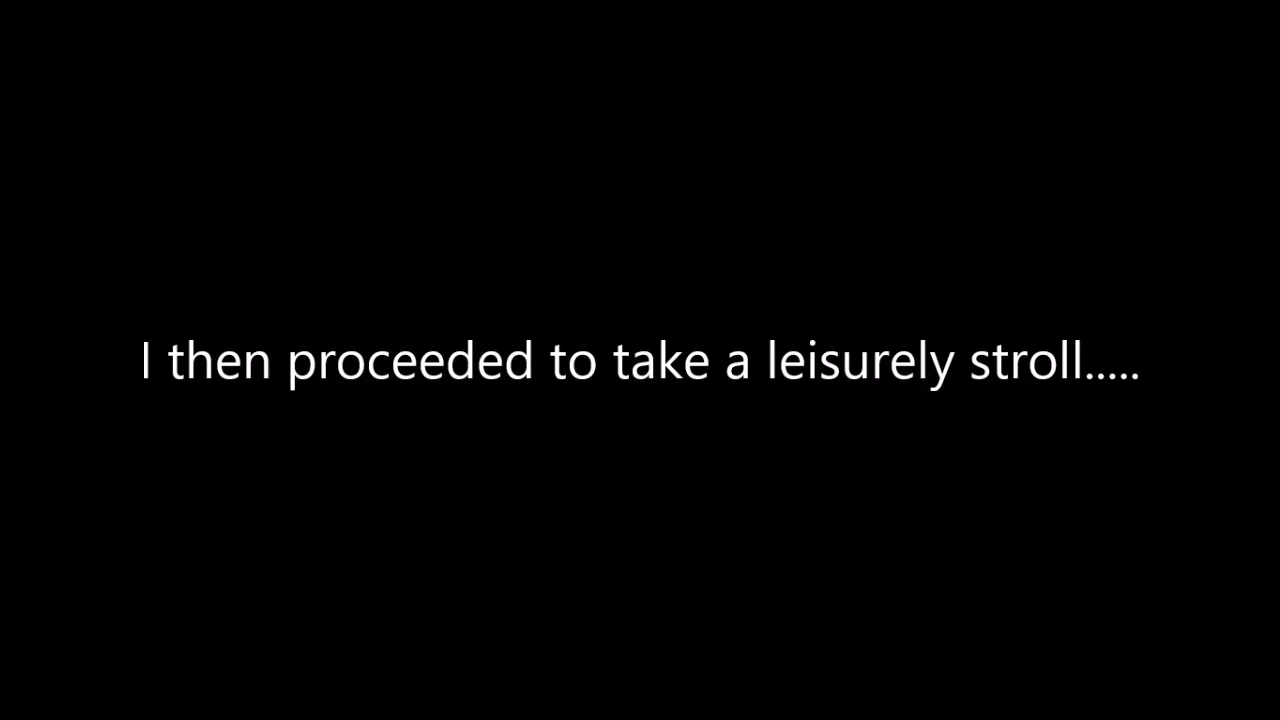 I then proceeded to take a leisurely stroll.....